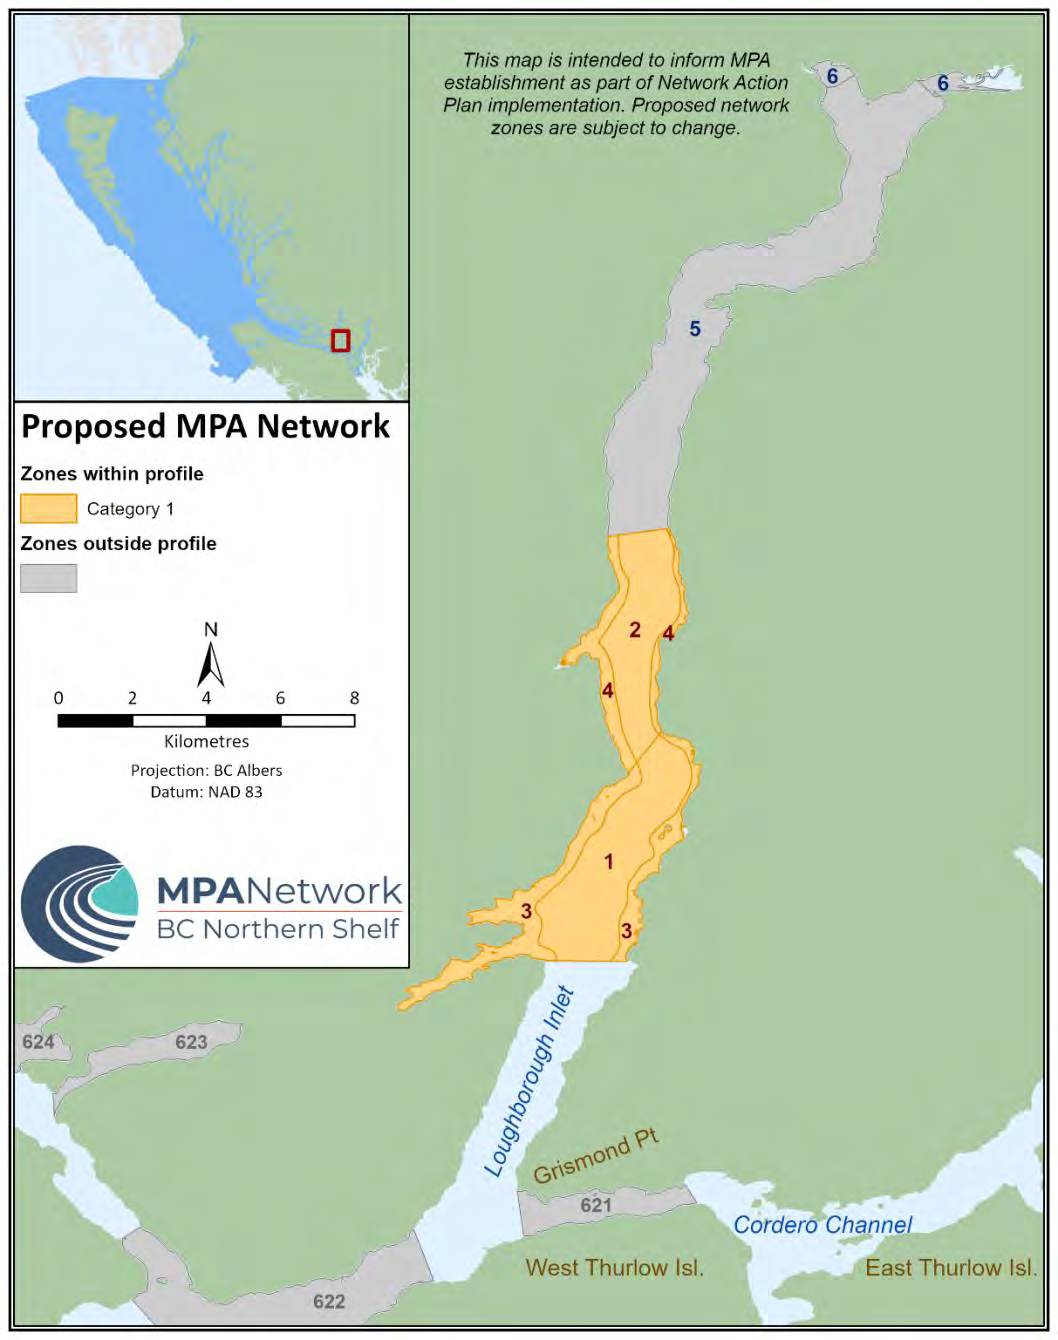 This map is intended to inform MPA
establishment as part of Network Action
Plan implementation. Proposed network
zones are subject to change.
6
6
5
Proposed MPA Network
Zones within profile
Category 1
Zones outside profile
N
0 2 4 6 8
Kilometres
Projection: BC Albers
Datum: NAD 83
MPANetwork
BC Northern Shelf
2
4
4
1
3
3
Loughborough Inlet
624
623
Grismond Pt
621
Cordero Channel
West Thurlow Isl.
East Thurlow Isl.
622